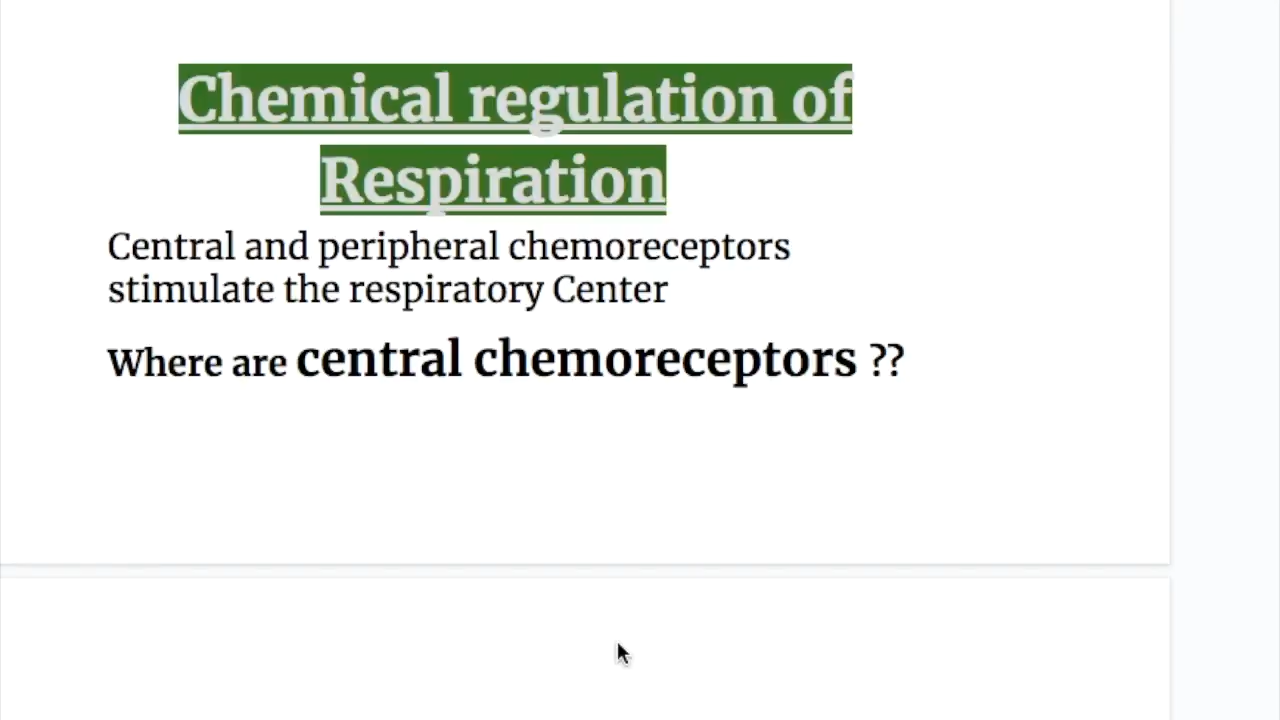 Chemical regulation of
Respiration
Central and peripheral chemoreceptors
stimulate the respiratory Center
Where are central chemoreceptors ??